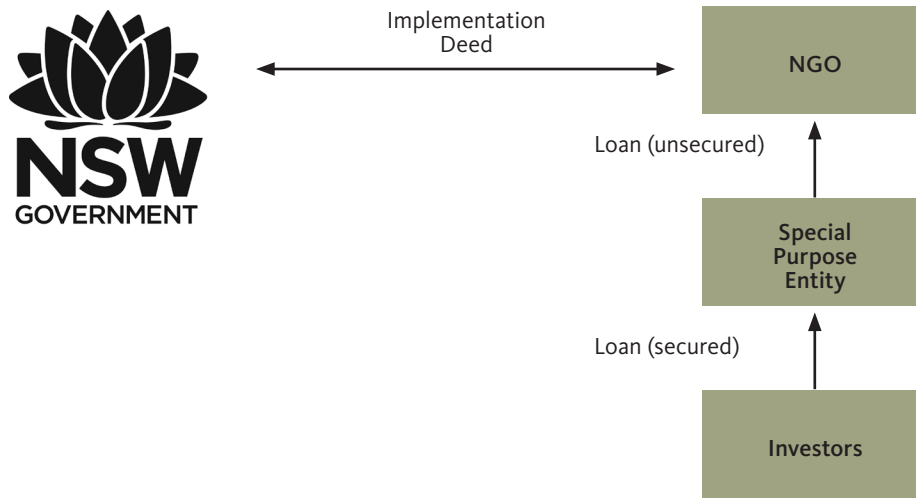 Implementation
Deed
NGO
NSW
GOVERNMENT
Loan (unsecured)
Special
Purpose
Entity
Loan (secured)
Investors